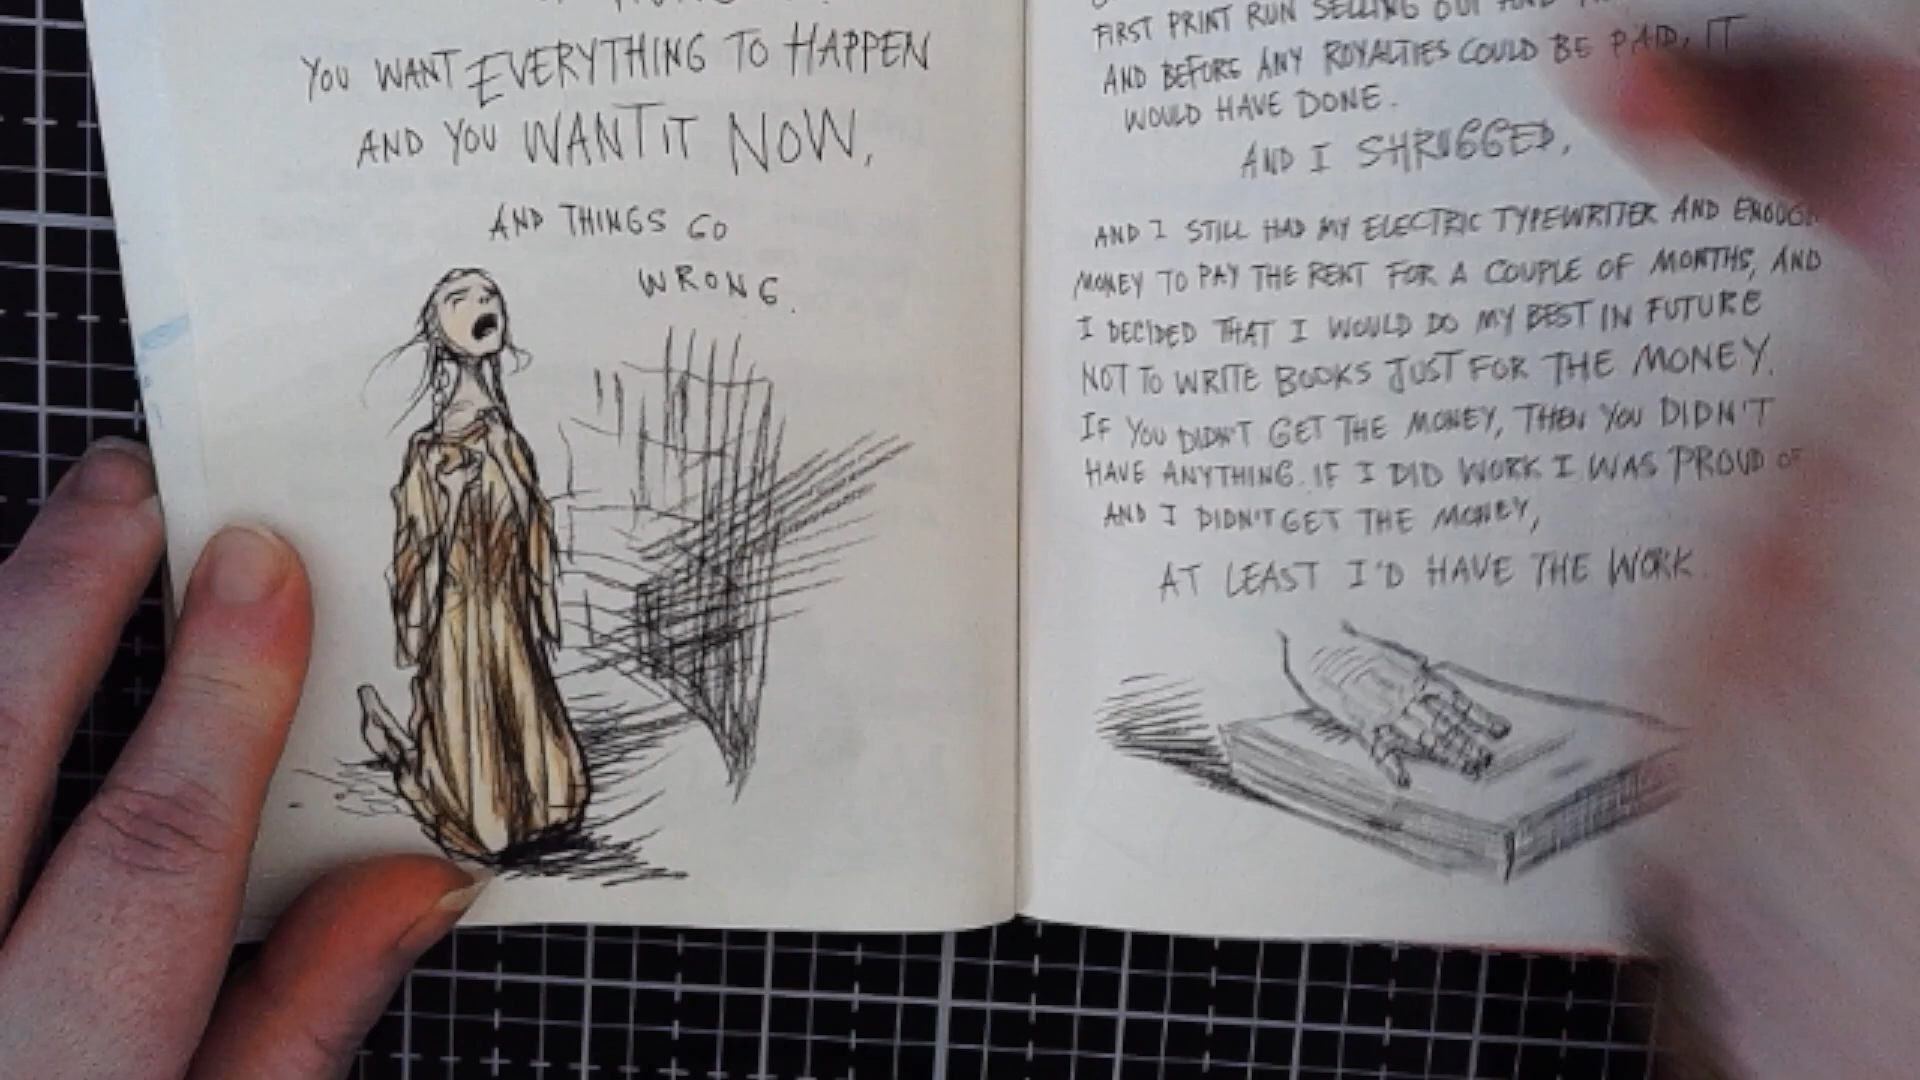 YOU WANT EVERYTHING TO HAPPEN
AND YOU WANT IT NOW,
AND THINGS GO
WRONG.
FIRST PRINT RUN SELLING OUT AND
AND BEFORE ANY ROYALTIES COULD BE PAID, IT
WOULD HAVE DONE.
AND I SHRUGGED,
AND I STILL HAD MY ELECTRIC TYPEWRITER AND ENOUGH
MONEY TO PAY THE RENT FOR A COUPLE OF MONTHS, AND
I DECIDED THAT I WOULD DO MY BEST IN FUTURE
NOT TO WRITE BOOKS JUST FOR THE MONEY.
IF YOU DIDN'T GET THE MONEY, THEN YOU DIDN'T
HAVE ANYTHING. IF I DID WORK I WAS PROUD OF
AND I DIDN'T GET THE MONEY,
AT LEAST I'D HAVE THE WORK.